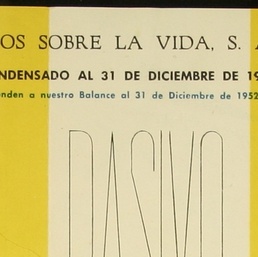 OS SOBRE LA VIDA, S. A
NDENSADO AL 31 DE DICIEMBRE DE 19
nden a nuestro Balance al 31 de Diciembre de 1952
PASIVO